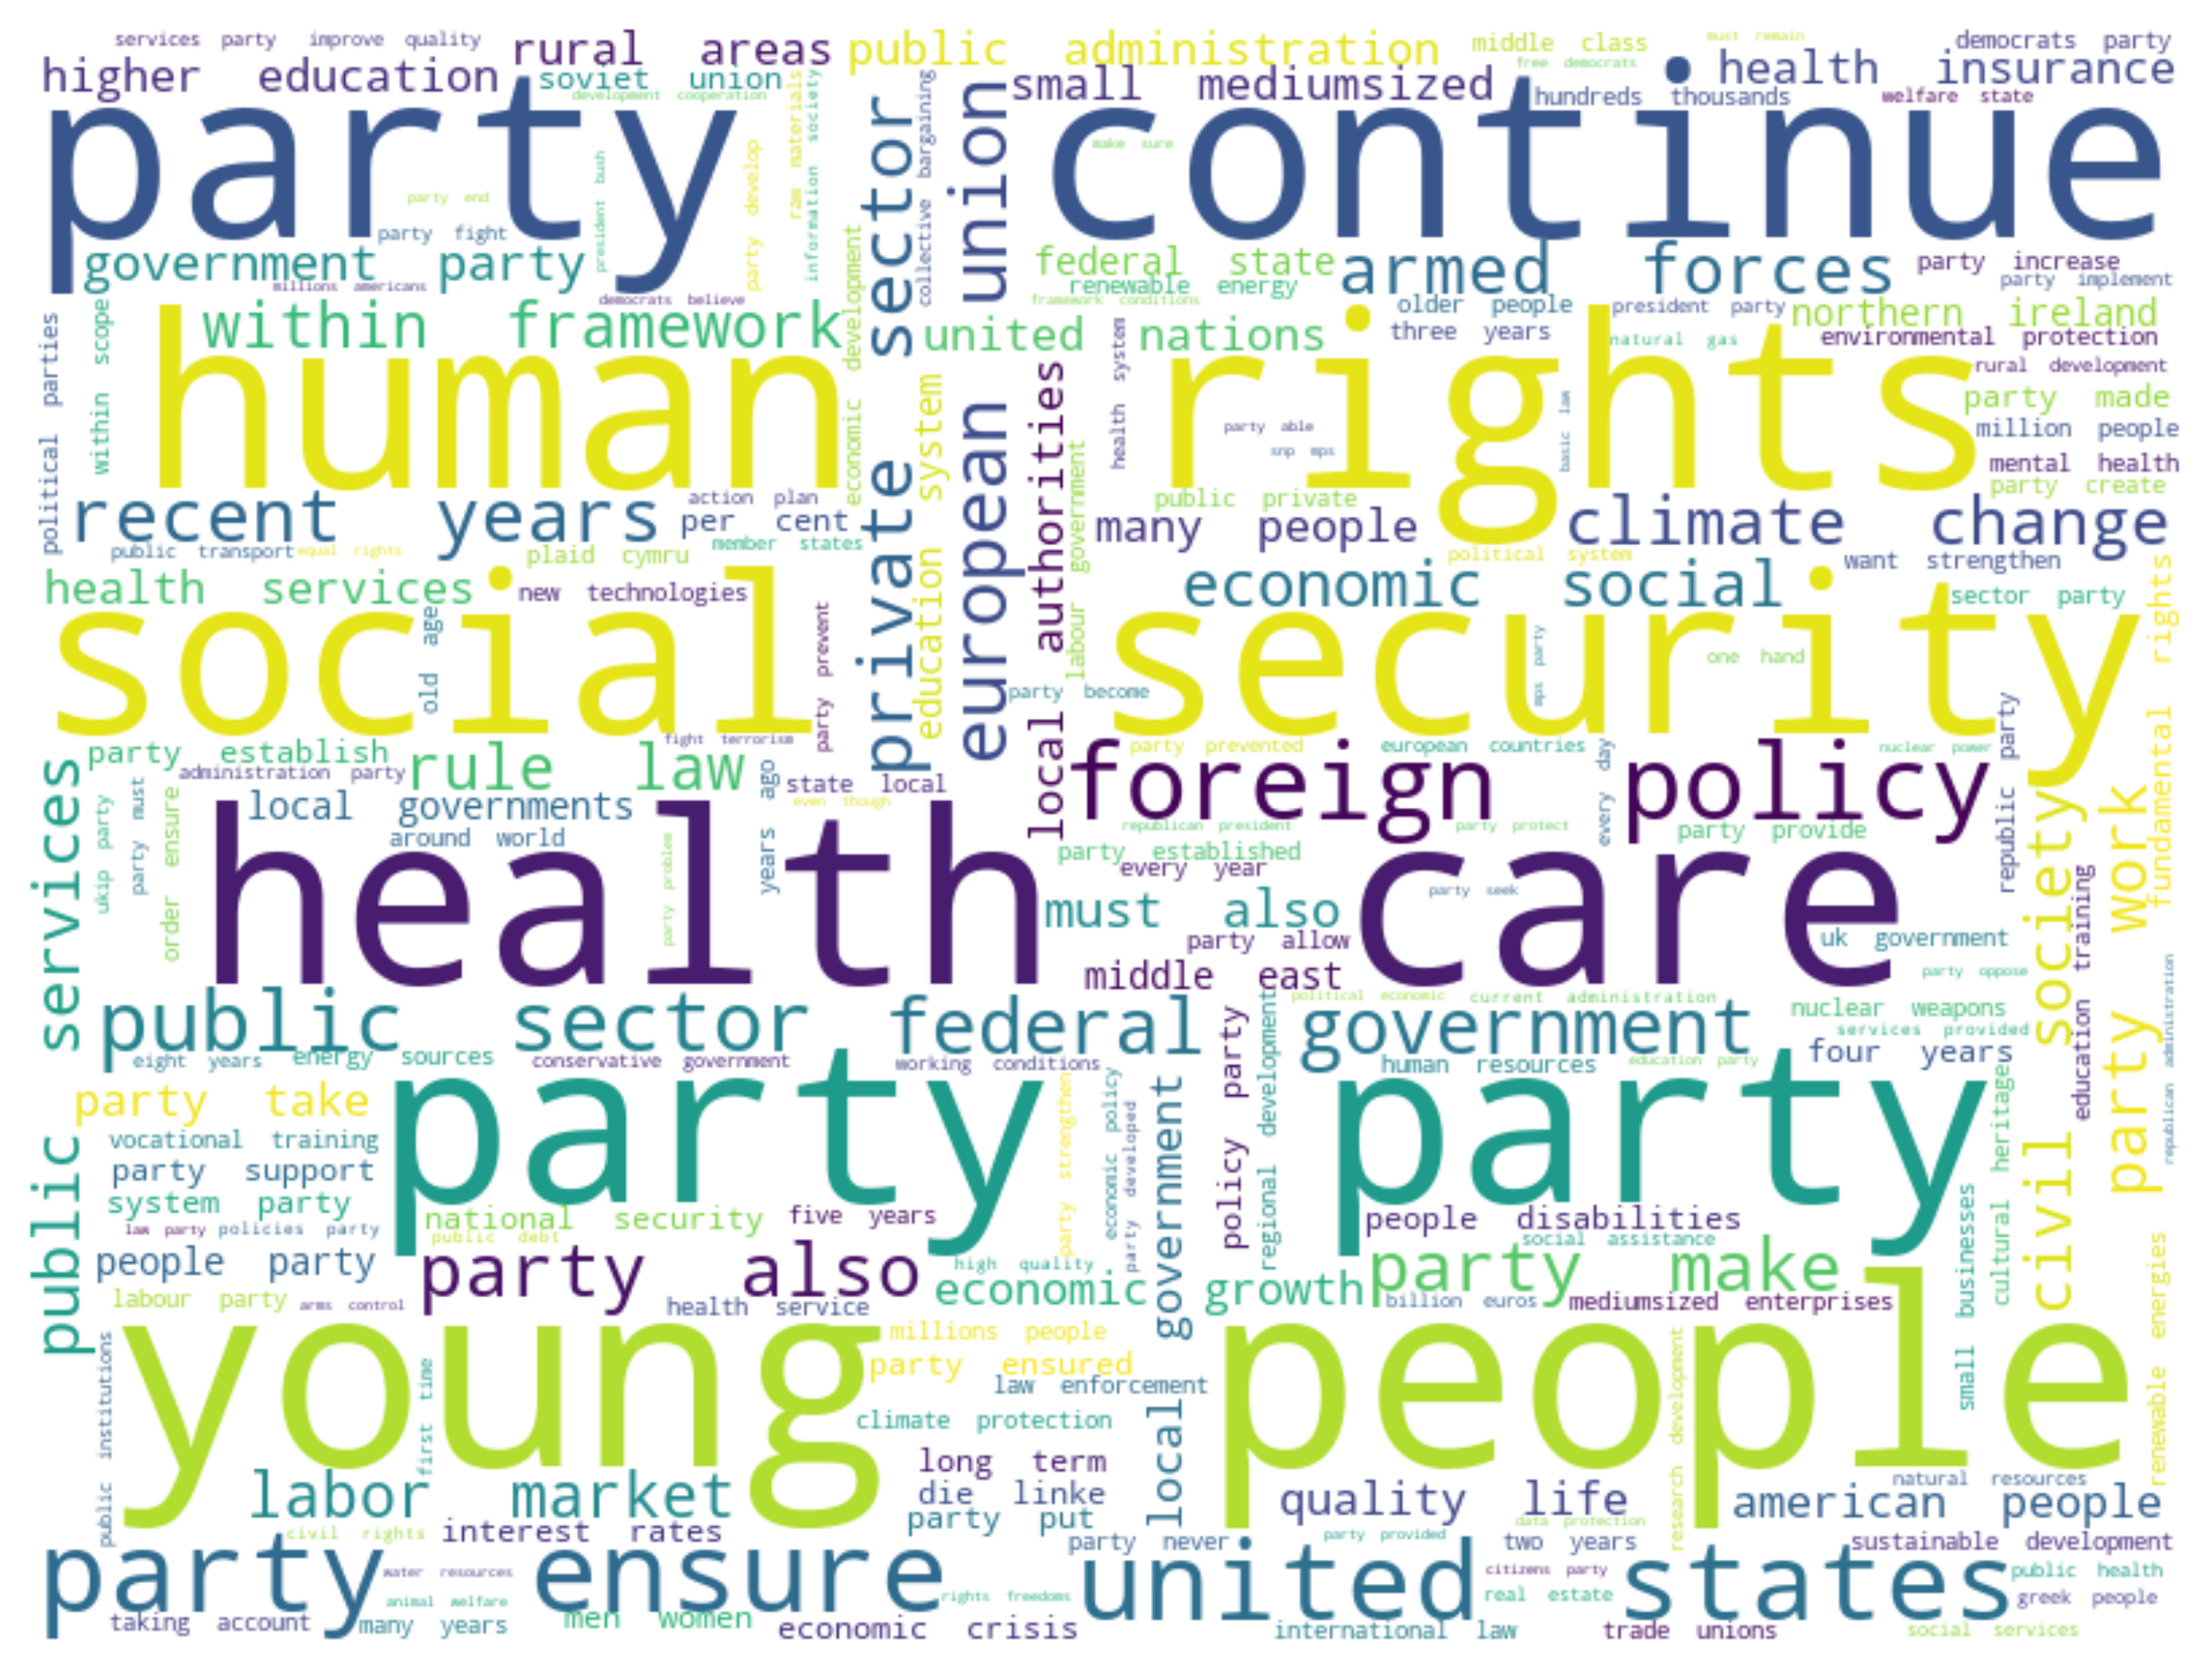 services party
improve quality
rural areas
public administration
middle class
must remain
democrats party
higher education
soviet union
free democrats
health insurance
development cooperation
small mediumsized
hundreds thousands
welfare state
party continue
make sure
raw materials
information society
collective bargaining
president bush
party develop
party end
party fight
government party
private sector
european union
federal state
armed forces
party increase
renewable energy
party implement
millions americans
democrats believe
framework conditions
older people
president party
northern ireland
within framework
united nations
three years
natural gas
environmental protection
within scope
political parties
economic development
health system
rural development
human rights
party made
education system
local authorities
party able
basic law
million people
snp mps
mental health
recent years
action plan
public private
party create
per cent
many people
climate change
labour government
public transport
equal rights
plaid cymru
member states
political system
want strengthen
health services
new technologies
economic social
sector party
fundamental rights
social security
old age
party prevent
mps party
one hand
party become
republic party
party establish
rule law
fight terrorism
party prevented
european countries
nuclear power
administration party
state local
foreign policy
every day
local governments
years ago
even though
around world
republican president
party protect
party provide
public services
ukip party
party must
order ensure
party problem
party established
every year
health care
party seek
civil society
party work
education training
must also
party allow
uk government
middle east
party oppose
political economic
current administration
nuclear weapons
public sector
federal government
services provided
republican administration
eight years
energy sources
conservative government
working conditions
human resources
education party
four years
party party
party take
party strengthen
economic policy
party developed
local government
policy party
regional development
cultural heritage
vocational training
party support
system party
small businesses
law party
policies party
national security
five years
people disabilities
public debt
social assistance
people party
party also
high quality
party make
economic growth
labour party
arms control
health service
billion euros
mediumsized enterprises
renewable energies
young people
millions people
party ensured
public institutions
first time
law enforcement
research development
climate protection
long term
natural resources
labor market
die linke
quality life
american people
party put
data protection
civil rights
interest rates
party never
party provided
two years
sustainable development
party ensure
united states
water resources
citizens party
public health
animal welfare
rights freedoms
real estate
greek people
taking account
many years
men women
economic crisis
international law
trade unions
social services